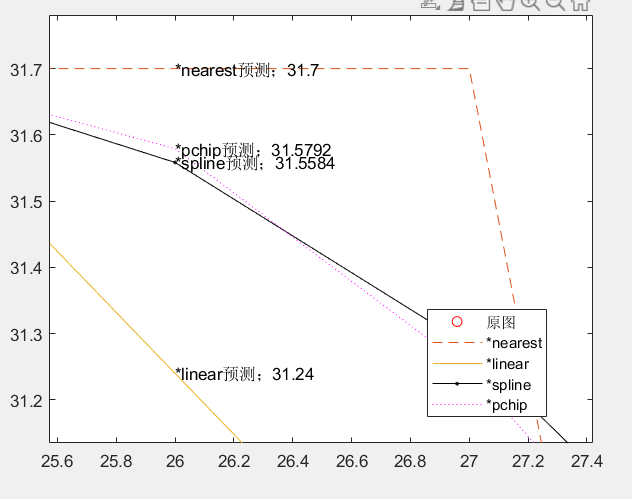 31.7
31.6
31.5
31.4
31.3
31.2
*nearest预测；31.7
*pchip预测；31.5792
*spline预测；31.5584
*linear预测；31.24
原图
*nearest
*linear
*spline
*pchip
25.6 25.8 26 26.2 26.4 26.6 26.8 27 27.2 27.4